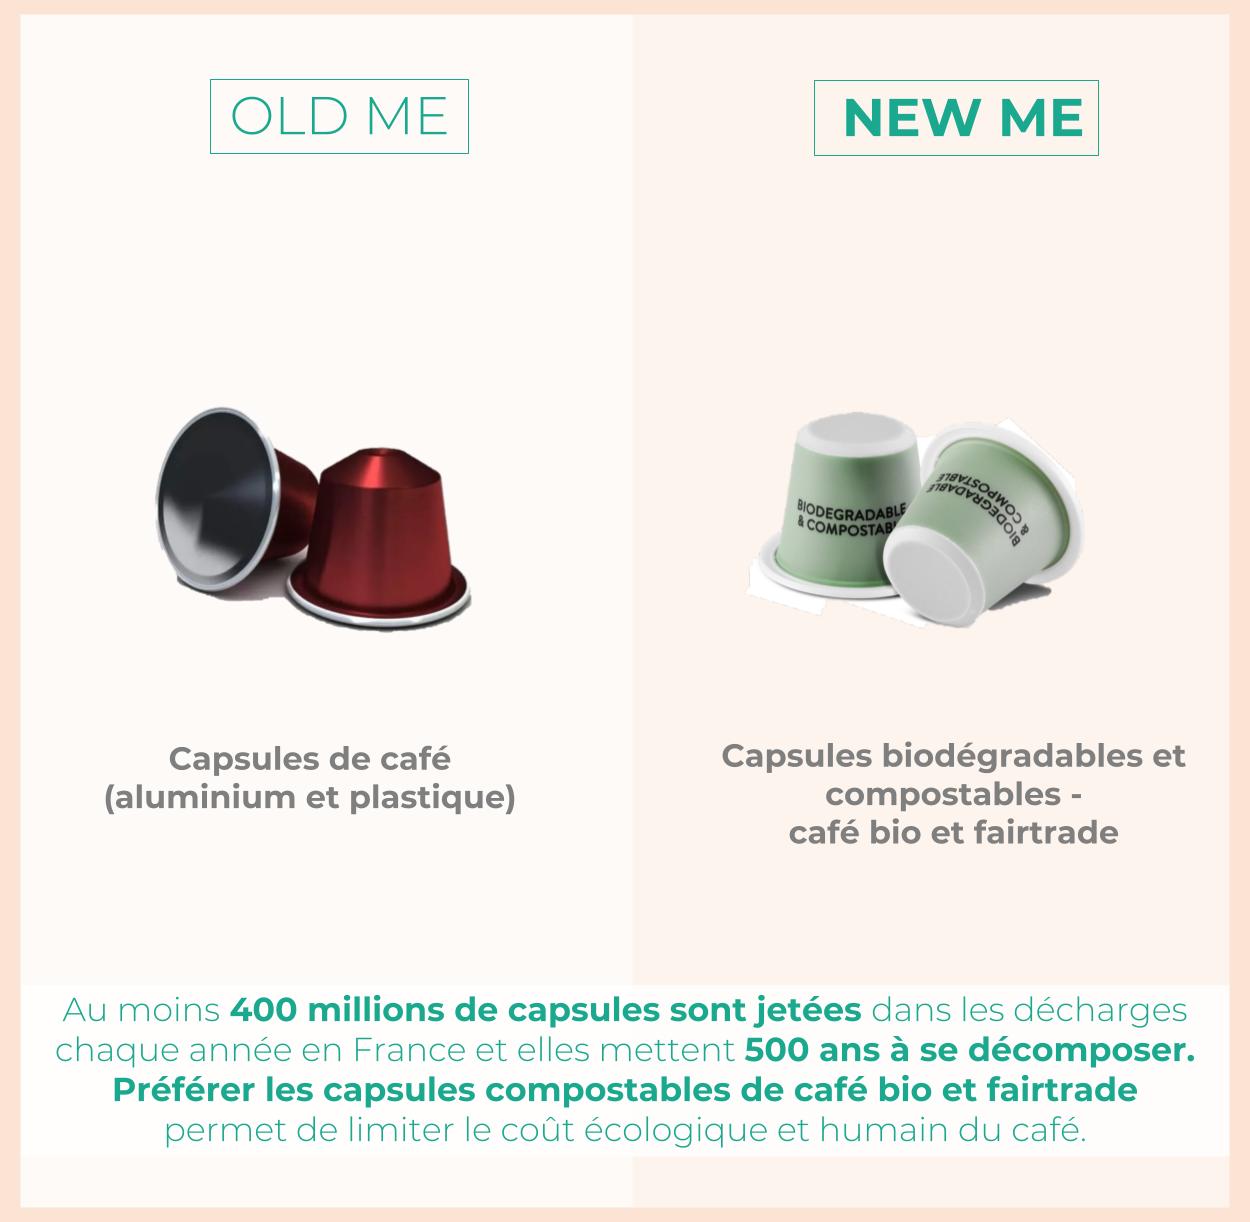 OLD ME
NEW ME
BIODEGRADABLE
& COMPOSTABL
BIODEGRADABLE
& COMPOSTABLE
Capsules de café
(aluminium et plastique)
Capsules biodégradables et
compostables -
café bio et fairtrade
Au moins 400 millions de capsules sont jetées dans les décharges
chaque année en France et elles mettent 500 ans à se décomposer.
Préférer les capsules compostables de café bio et fairtrade
permet de limiter le coût écologique et humain du café.